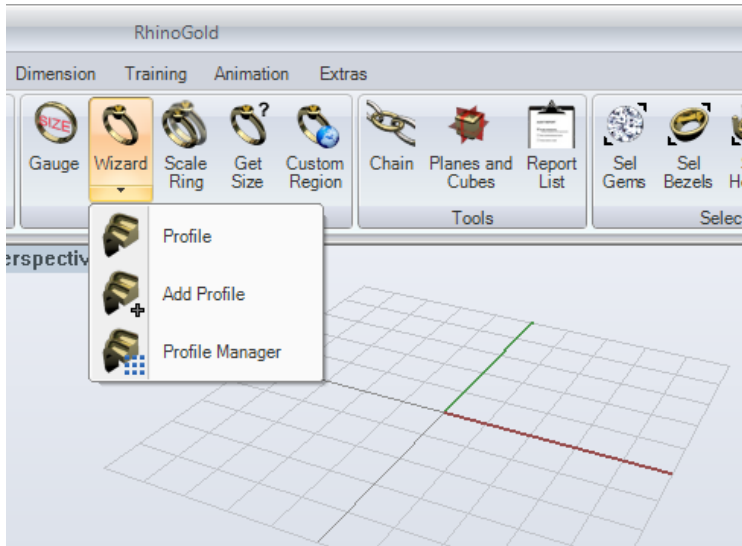 RhinoGold
Dimension Training Animation Extras
SIZE ?
Gauge Wizard Scale Ring Get Size Custom Region Chain Planes and Cubes Report List Sel Gems Sel Bezels
Tools Selec
Profile
erspectiv
Add Profile
Profile Manager